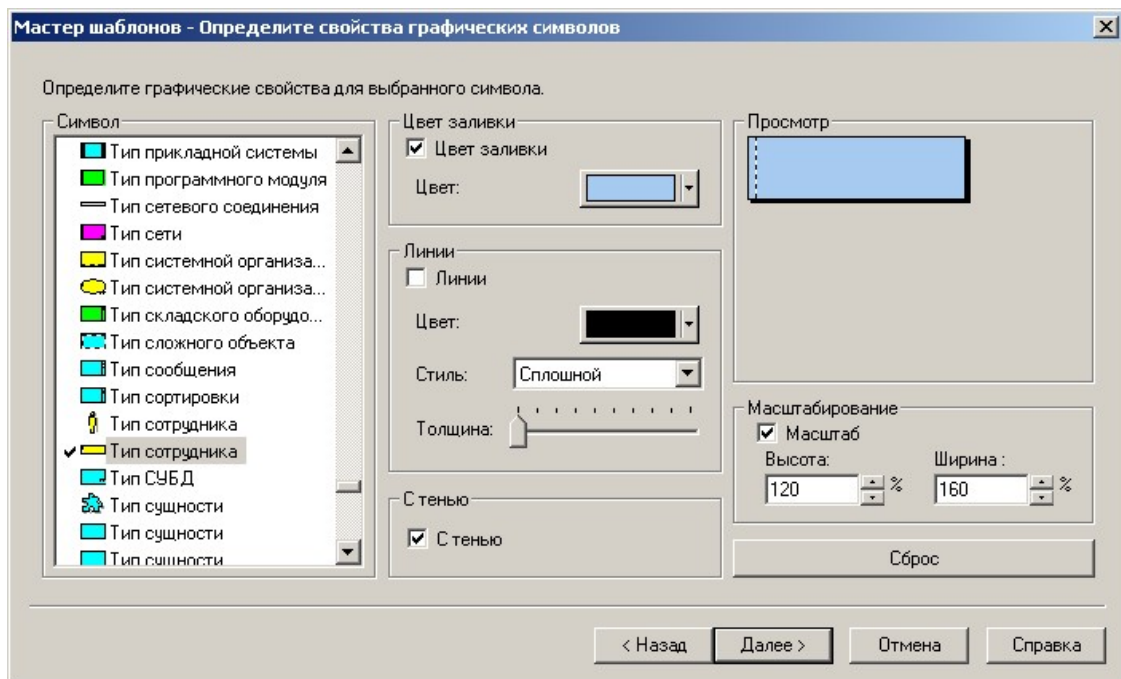 Мастер шаблонов - Определите свойства графических символов
Определите графические свойства для выбранного символа.
Символ
Тип прикладной системы
Тип программного модуля
Тип сетевого соединения
Тип сети
Тип системной организа...
Тип системной организа...
Тип складского оборудо...
Тип сложного объекта
Тип сообщения
Тип сортировки
Тип сотрудника
Тип сотрудника
Тип СУБД
Тип сущности
Тип сущности
Тип сущности
Цвет заливки
Цвет заливки
Цвет:
Линии
Линии
Цвет:
Стиль: Сплошной
Толщина:
С тенью
С тенью
Просмотр
Масштабирование
Масштаб
Высота: Ширина :
120 % 160 %
Сброс
< Назад Далее > Отмена Справка